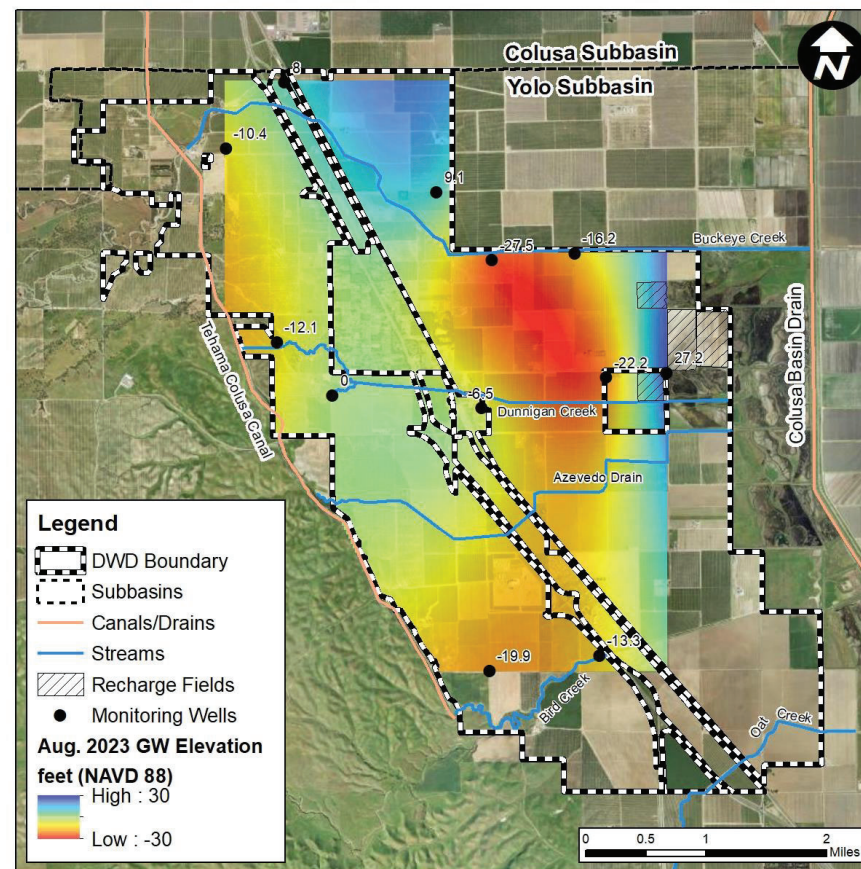 Colusa Subbasin
Yolo Subbasin
N
8
-10.4
9.1
-27.5
-16.2
Buckeye Creek
-12.1
0
-6.5
-22.2
27.2
Dunnigan Creek
Tehama Colusa Canal
Colusa Basin Drain
Azevedo Drain
-19.9
-13.3
Bird Creek
Oat Creek
Legend
DWD Boundary
Subbasins
Canals/Drains
Streams
Recharge Fields
Monitoring Wells
Aug. 2023 GW Elevation
feet (NAVD 88)
High : 30
Low : -30
0 0.5 1 2
Miles